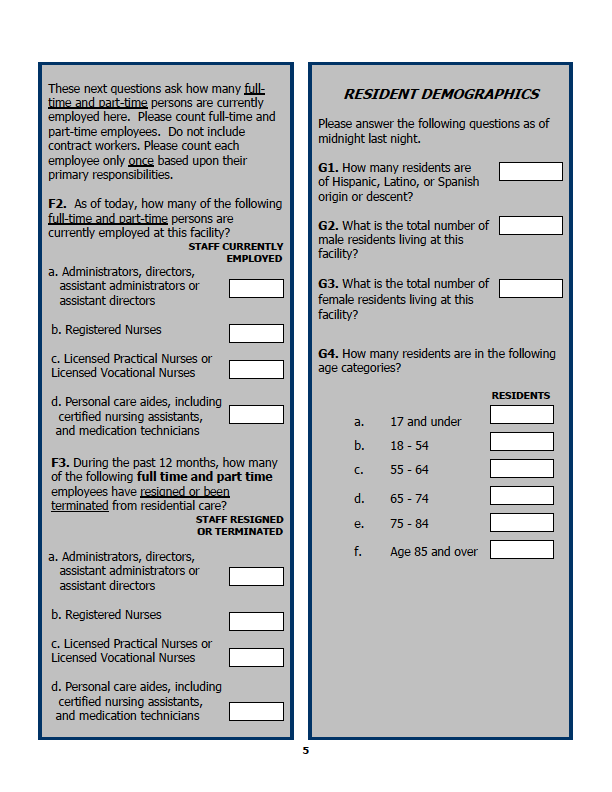 These next questions ask how many full-
time and part-time persons are currently
employed here.  Please count full-time and
part-time employees.  Do not include
contract workers. Please count each
employee only once based upon their
primary responsibilities.
F2.  As of today, how many of the following
full-time and part-time persons are
currently employed at this facility?
STAFF CURRENTLY
EMPLOYED
a. Administrators, directors,
assistant administrators or
assistant directors
b. Registered Nurses
c. Licensed Practical Nurses or
Licensed Vocational Nurses
d. Personal care aides, including
certified nursing assistants,
and medication technicians
F3. During the past 12 months, how many
of the following full time and part time
employees have resigned or been
terminated from residential care?
STAFF RESIGNED
OR TERMINATED
a. Administrators, directors,
assistant administrators or
assistant directors
b. Registered Nurses
c. Licensed Practical Nurses or
Licensed Vocational Nurses
d. Personal care aides, including
certified nursing assistants,
and medication technicians
RESIDENT DEMOGRAPHICS
Please answer the following questions as of
midnight last night.
G1. How many residents are
of Hispanic, Latino, or Spanish
origin or descent?
G2. What is the total number of
male residents living at this
facility?
G3. What is the total number of
female residents living at this
facility?
G4. How many residents are in the following
age categories?
RESIDENTS
a. 17 and under
b. 18 - 54
c. 55 - 64
d. 65 - 74
e. 75 - 84
f. Age 85 and over
5